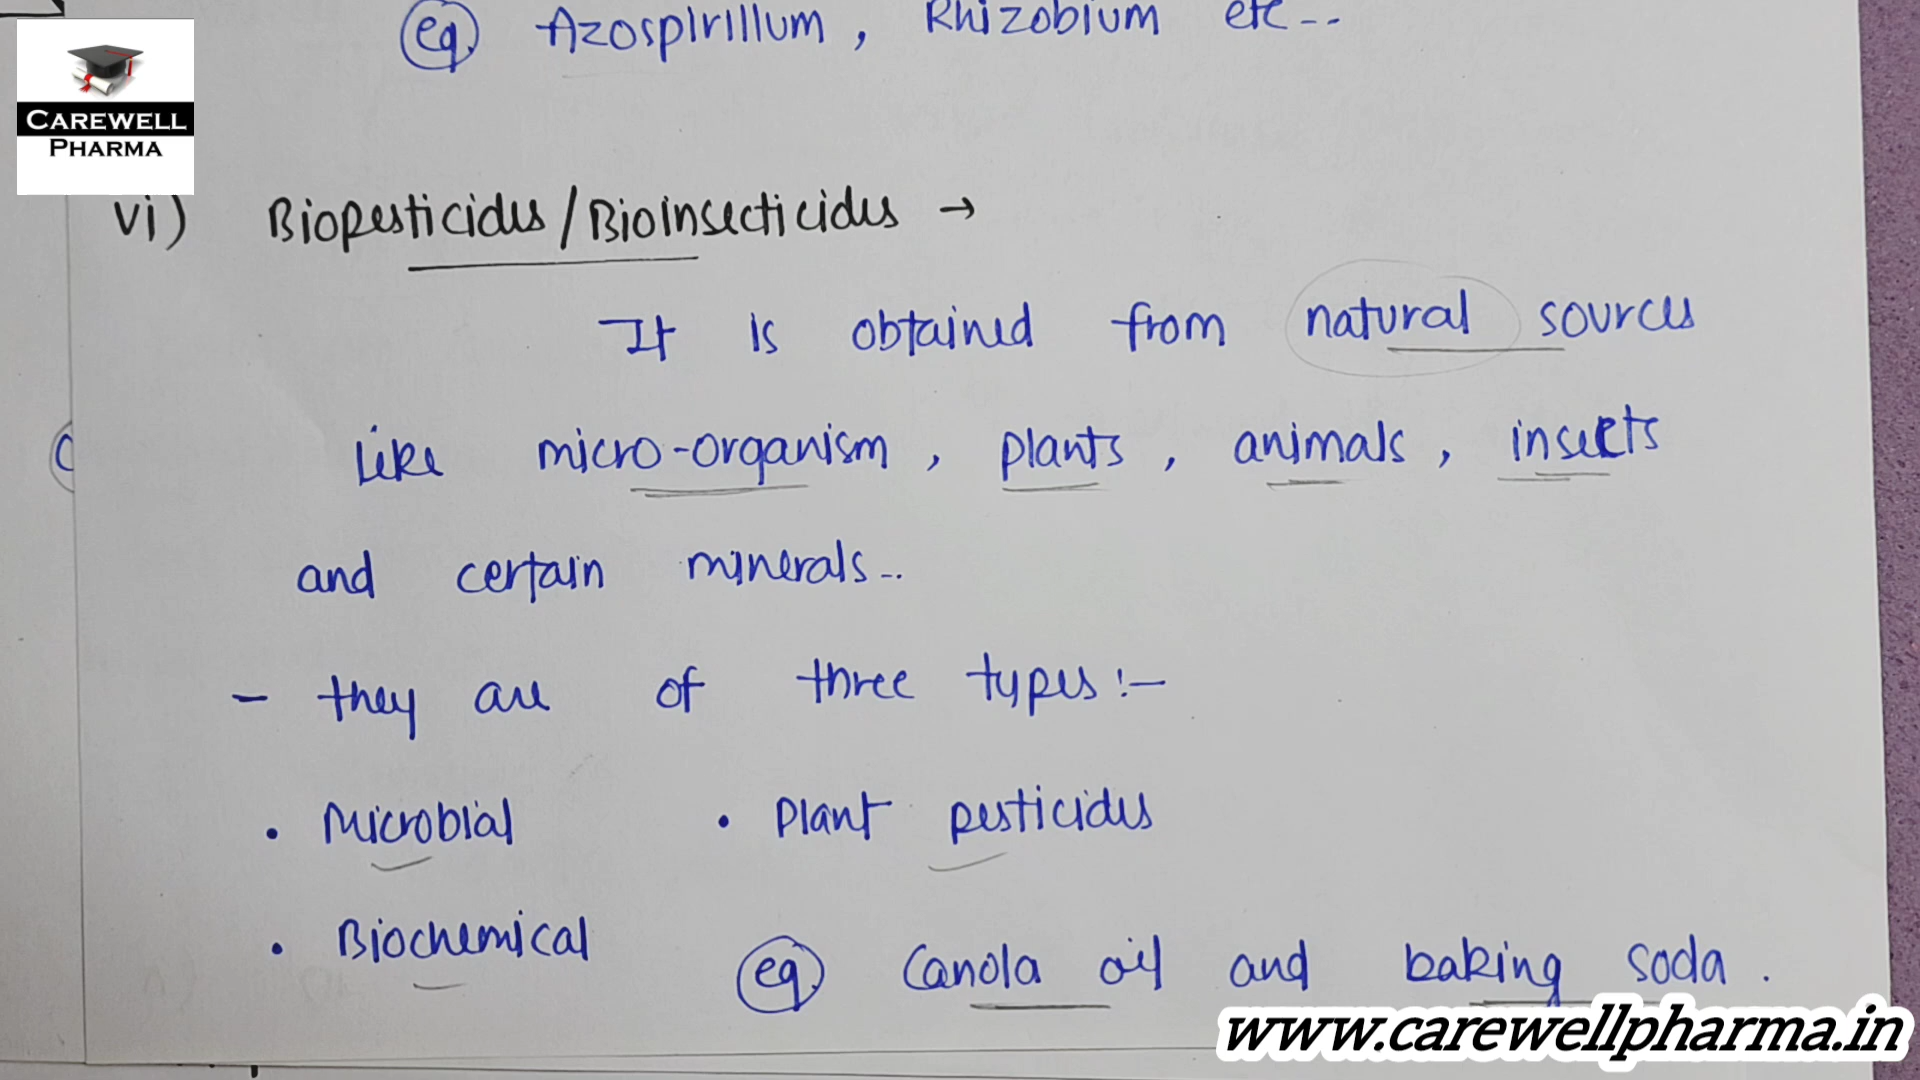 eg. Azospirillum, Rhizobium etc..
CAREWELL
PHARMA
vi) Biopesticides/Bioinsecticides →
It is obtained from natural sources
Like micro-organism, plants, animals, insects
and certain minerals..
- they are of three types:-
• Microbial • Plant pesticides
• Biochemical
eg. Canola oil and baking soda.
www.carewellpharma.in